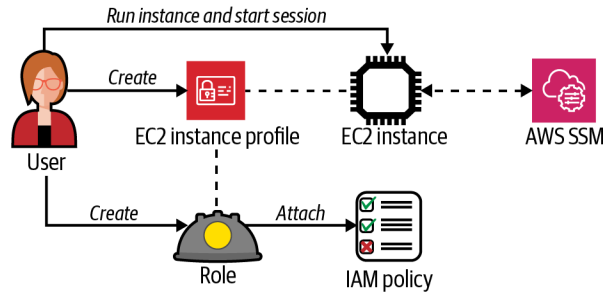 Run instance and start session
Create
User
EC2 instance profile
EC2 instance
AWS SSM
Create
Attach
Role
IAM policy